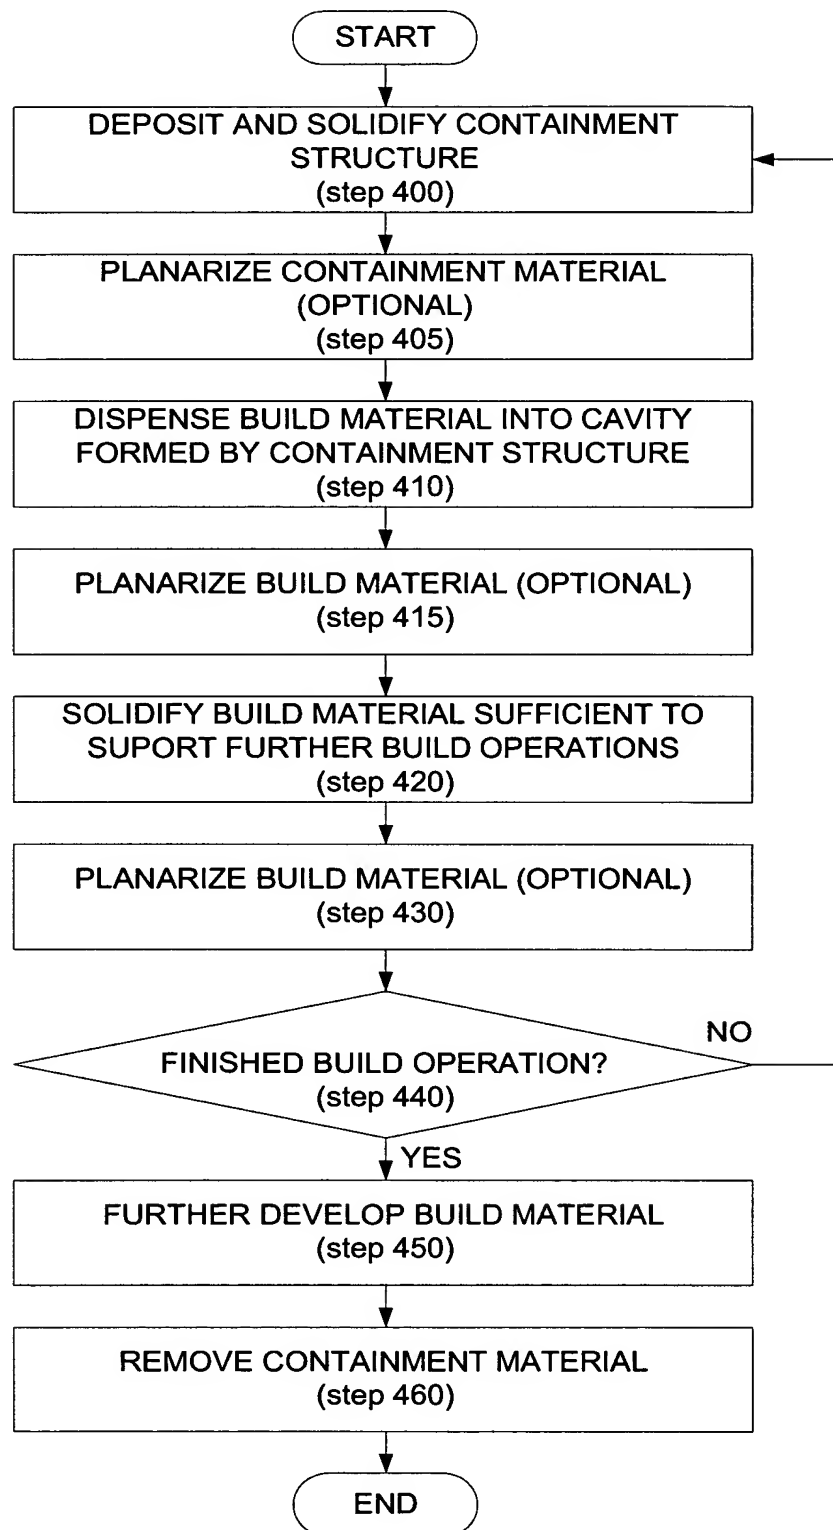 START
DEPOSIT AND SOLIDIFY CONTAINMENT
STRUCTURE
(step 400)
PLANARIZE CONTAINMENT MATERIAL
(OPTIONAL)
(step 405)
DISPENSE BUILD MATERIAL INTO CAVITY
FORMED BY CONTAINMENT STRUCTURE
(step 410)
PLANARIZE BUILD MATERIAL (OPTIONAL)
(step 415)
SOLIDIFY BUILD MATERIAL SUFFICIENT TO
SUPORT FURTHER BUILD OPERATIONS
(step 420)
PLANARIZE BUILD MATERIAL (OPTIONAL)
(step 430)
NO
FINISHED BUILD OPERATION?
(step 440)
YES
FURTHER DEVELOP BUILD MATERIAL
(step 450)
REMOVE CONTAINMENT MATERIAL
(step 460)
END